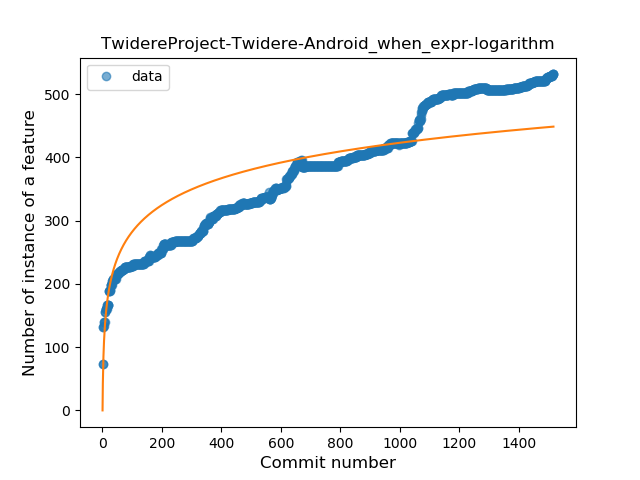 TwidereProject-Twidere-Android_when_expr-logarithm
data
Number of instance of a feature
500
400
300
200
100
0
0 200 400 600 800 1000 1200 1400
Commit number